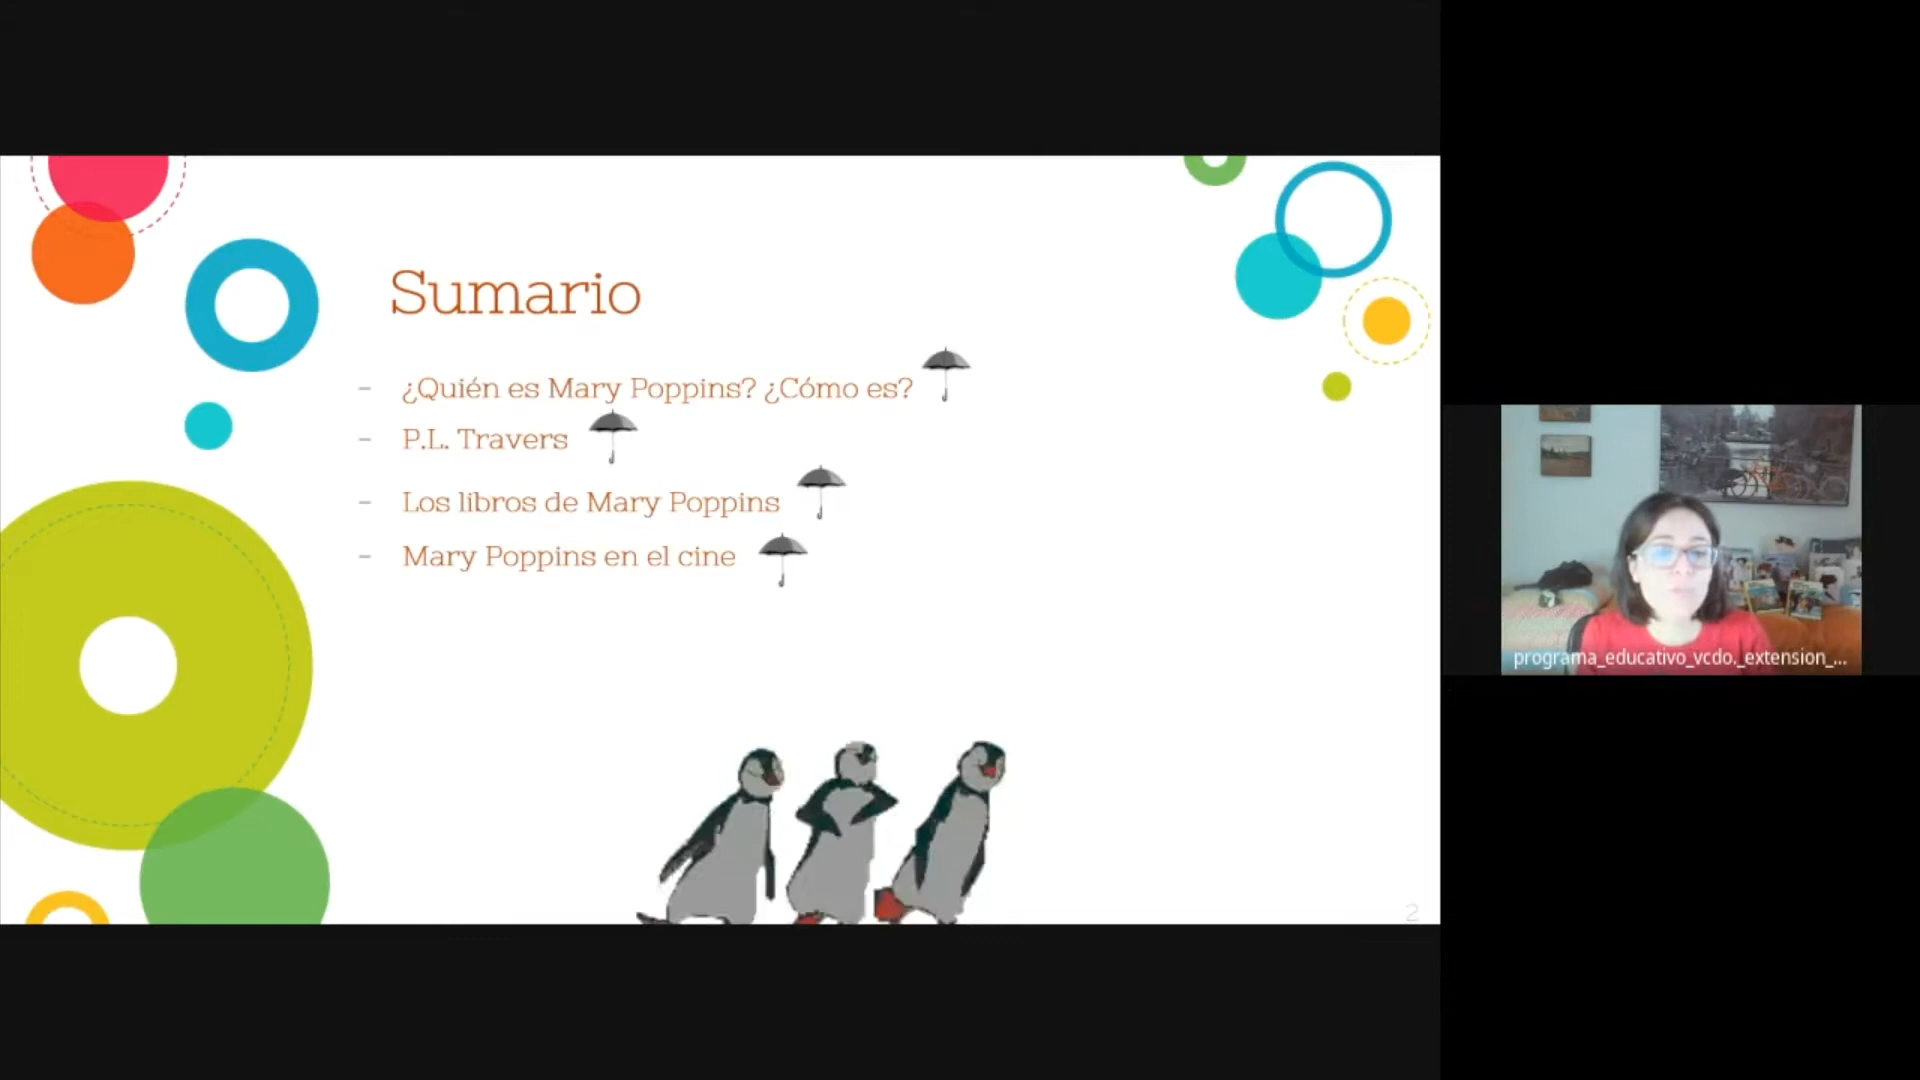 Sumario
- ¿Quién es Mary Poppins? ¿Cómo es?
- P.L. Travers
- Los libros de Mary Poppins
- Mary Poppins en el cine
2
programa_educativo_vcdo._extension_...